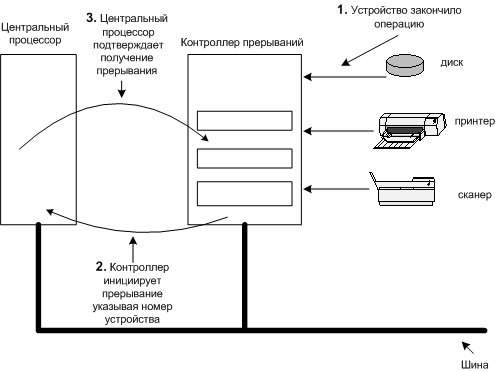 1. Устройство закончило
операцию
3. Центральный
процессор
подтверждает
получение
прерывания
Центральный
процессор
Контроллер прерываний
диск
принтер
сканер
2. Контроллер
инициирует
прерывание
указывая номер
устройства
Шина